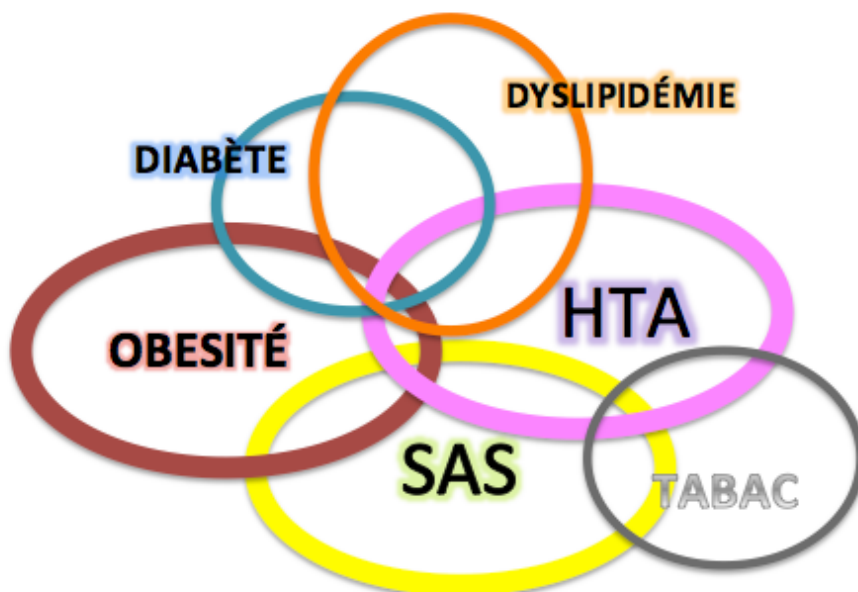 DYSLIPIDÉMIE
DIABÈTE
HTA
OBESITÉ
SAS
TABAC